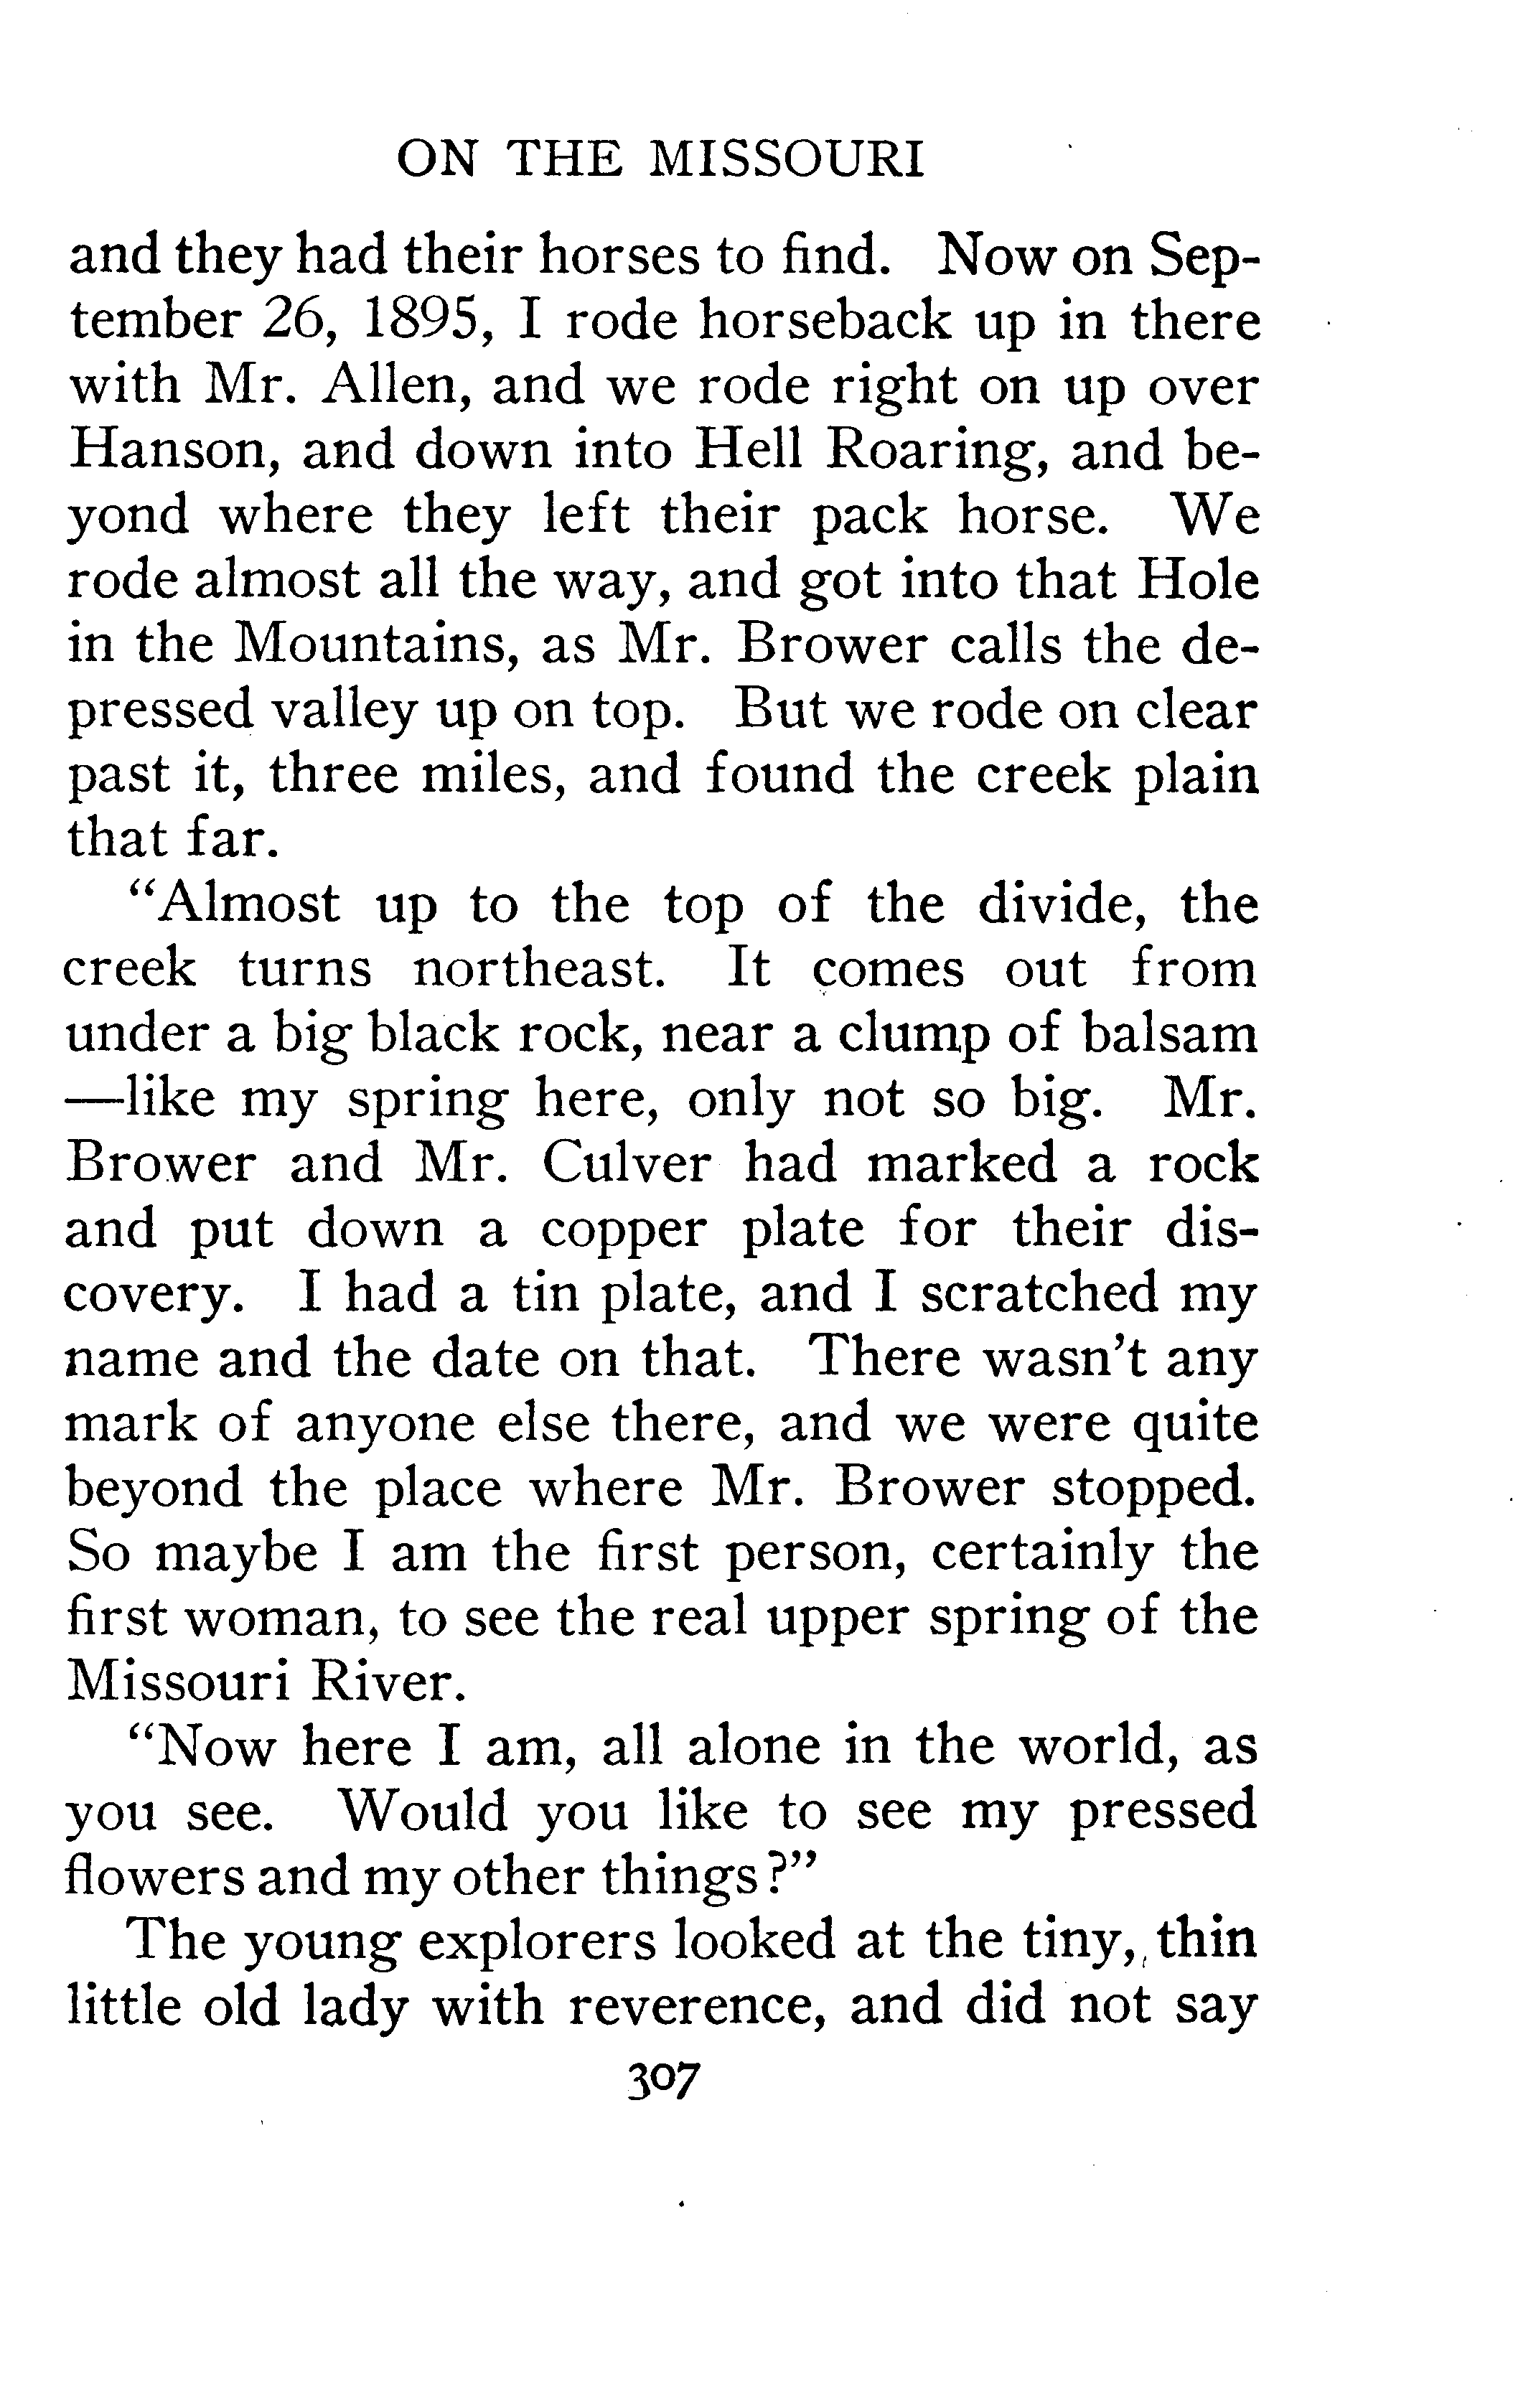 ON THE MISSOURI
and they had their horses to find. Now on Sep-
tember 26, 1895, I rode horseback up in there
with Mr. Allen, and we rode right on up over
Hanson, and down into Hell Roaring, and be-
yond where they left their pack horse. We
rode almost all the way, and got into that Hole
in the Mountains, as Mr. Brower calls the de-
pressed valley up on top. But we rode on clear
past it, three miles, and found the creek plain
that far.
"Almost up to the top of the divide, the
creek turns northeast. It comes out from
under a big black rock, near a clump of balsam
—like my spring here, only not so big. Mr.
Brower and Mr. Culver had marked a rock
and put down a copper plate for their dis-
covery. I had a tin plate, and I scratched my
name and the date on that. There wasn't any
mark of anyone else there, and we were quite
beyond the place where Mr. Brower stopped.
So maybe I am the first person, certainly the
first woman, to see the real upper spring of the
Missouri River.
"Now here I am, all alone in the world, as
you see. Would you like to see my pressed
flowers and my other things?"
The young explorers looked at the tiny, thin
little old lady with reverence, and did not say
307